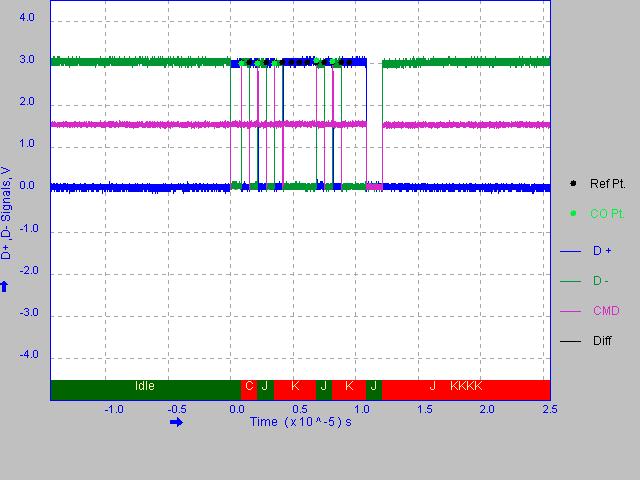 4.0
3.0
2.0
1.0
0.0
-1.0
-2.0
-3.0
-4.0
D+ ,D- Signals, V
Ref Pt.
CO Pt.
D +
D -
CMD
Diff
Idle C J K J K J J KKKK
-1.0 -0.5 0.0 0.5 1.0 1.5 2.0 2.5
Time (x10^-5) s